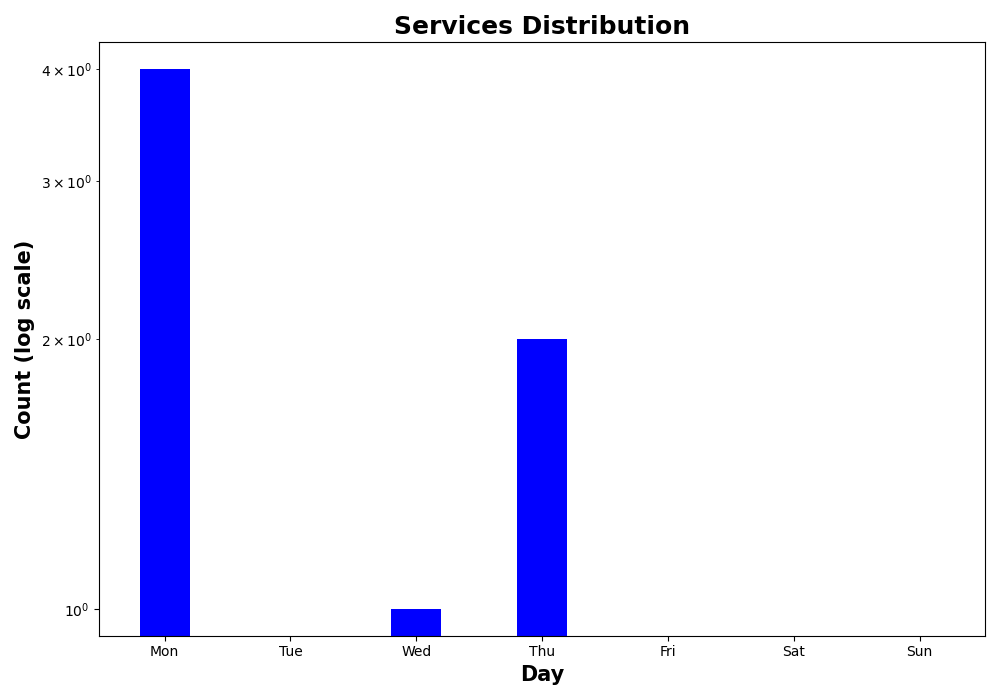 Services Distribution
Count (log scale)
4 × 10⁰
3 × 10⁰
2 × 10⁰
10⁰
Mon Tue Wed Thu Fri Sat Sun
Day